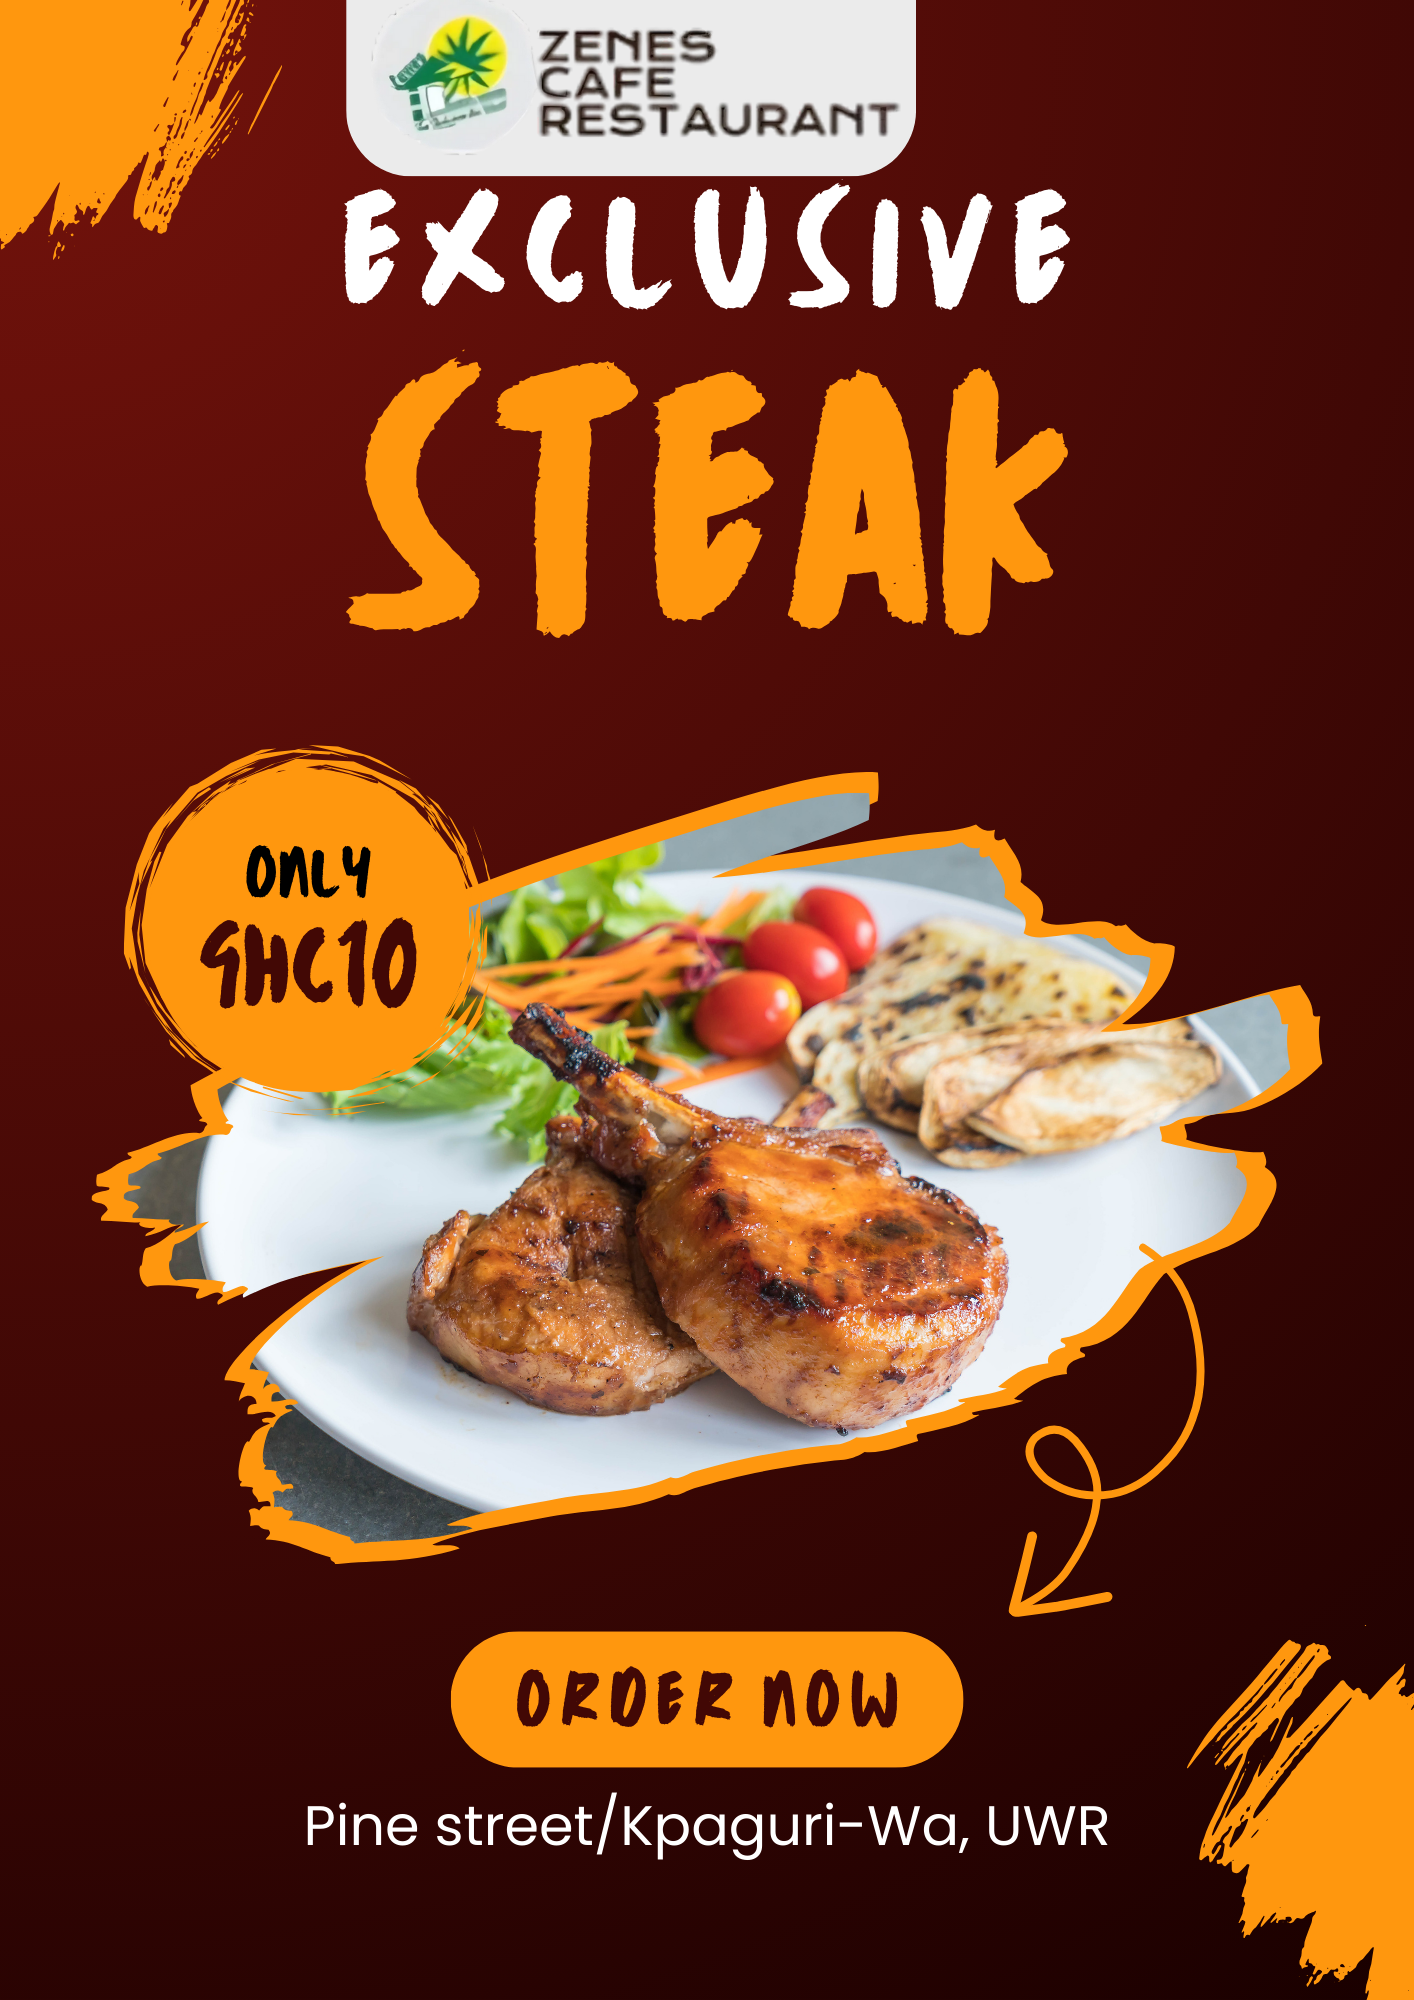 ZENES
CAFE
RESTAURANT
EXCLUSIVE
STEAK
ONLY
GHC10
ORDER NOW
Pine street/Kpaguri-Wa, UWR